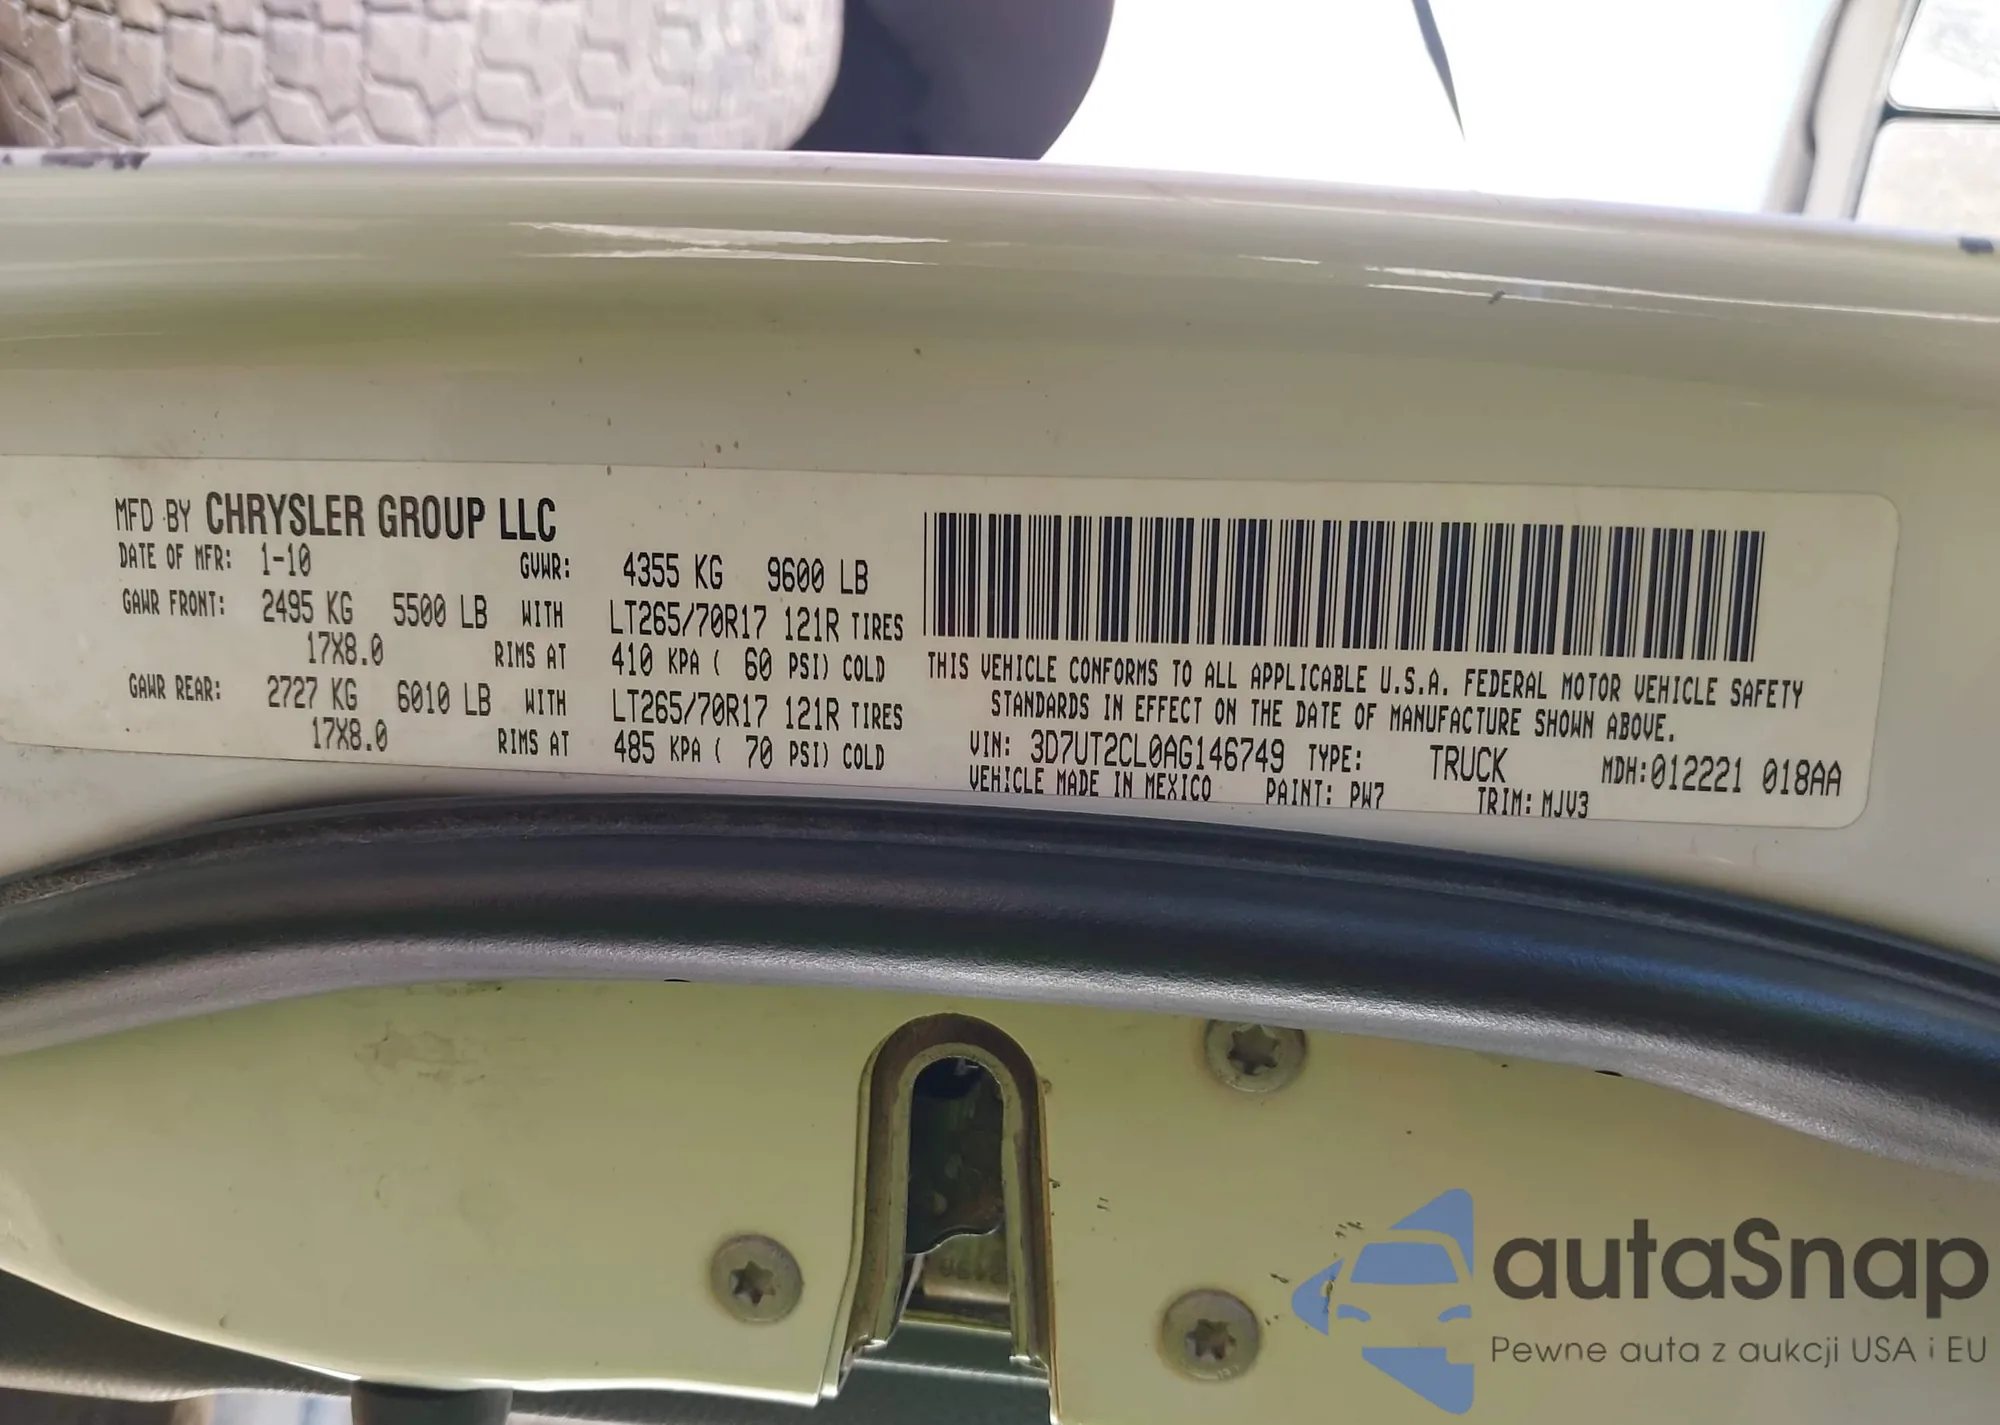 MFD BY CHRYSLER GROUP LLC
DATE OF MFR: 1-10 GVWR: 4355 KG 9600 LB
GAWR FRONT: 2495 KG 5500 LB WITH LT265/70R17 121R TIRES
17X8.0 RIMS AT 410 KPA ( 60 PSI) COLD
GAWR REAR: 2727 KG 6010 LB WITH LT265/70R17 121R TIRES
17X8.0 RIMS AT 485 KPA ( 70 PSI) COLD
THIS VEHICLE CONFORMS TO ALL APPLICABLE U.S.A. FEDERAL MOTOR VEHICLE SAFETY
STANDARDS IN EFFECT ON THE DATE OF MANUFACTURE SHOWN ABOVE.
VIN: 3D7UT2CL0AG146749 TYPE: TRUCK MDH:012221 018AA
VEHICLE MADE IN MEXICO PAINT: PW7 TRIM: MJV3
autaSnap
Pewne auta z aukcji USA i EU